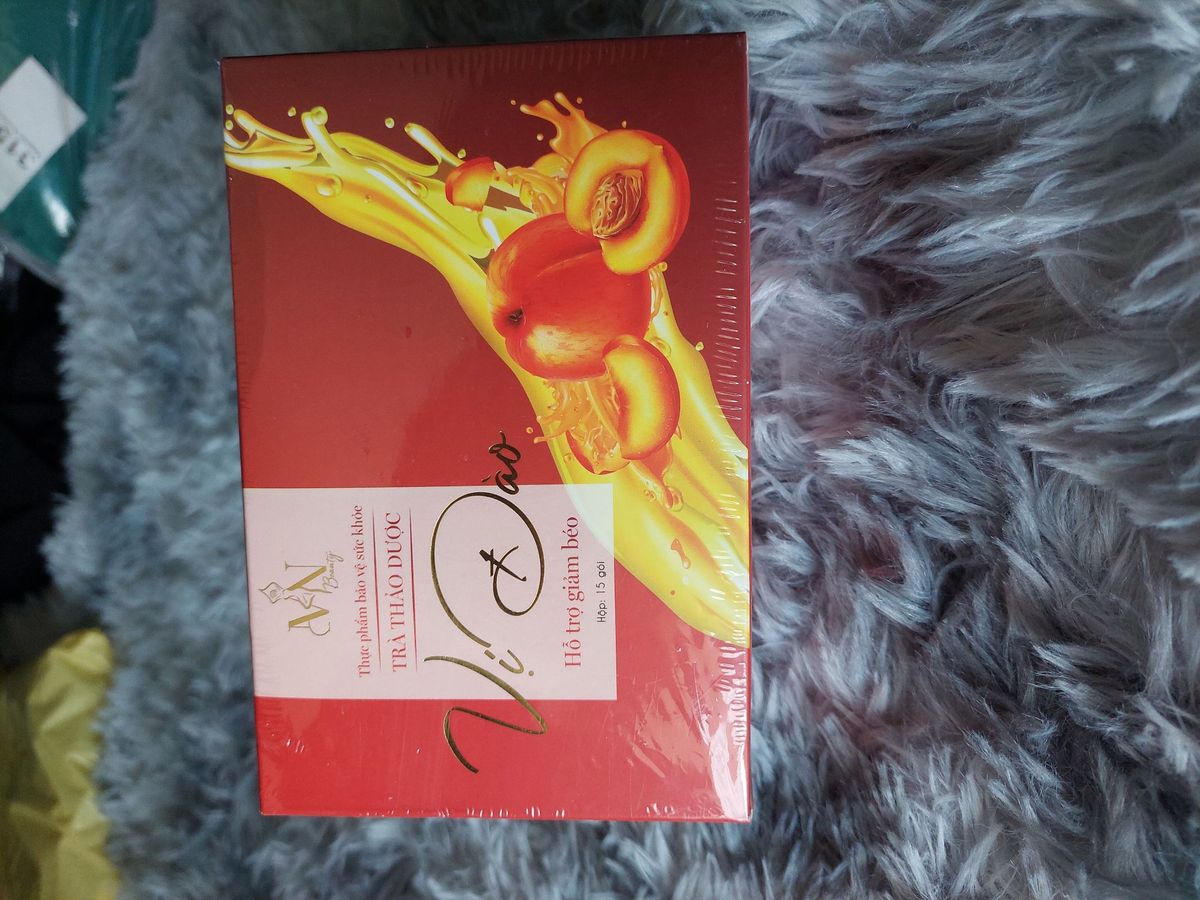 AN
Beauty
Thực phẩm bảo vệ sức khỏe
TRÀ THẢO DƯỢC
Vị Đào
Hỗ trợ giảm béo
Hộp: 15 gói